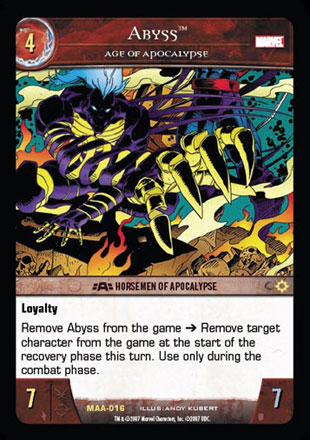 4
Abyss™
MARVEL
AGE OF APOCALYPSE
HORSEMEN OF APOCALYPSE
C
Loyalty
Remove Abyss from the game ➔ Remove target
character from the game at the start of the
recovery phase this turn. Use only during the
combat phase.
7
MAA-016 ILLUS: ANDY KUBERT
7
TM & ©2007 Marvel Characters, Inc. ©2007 UDC.